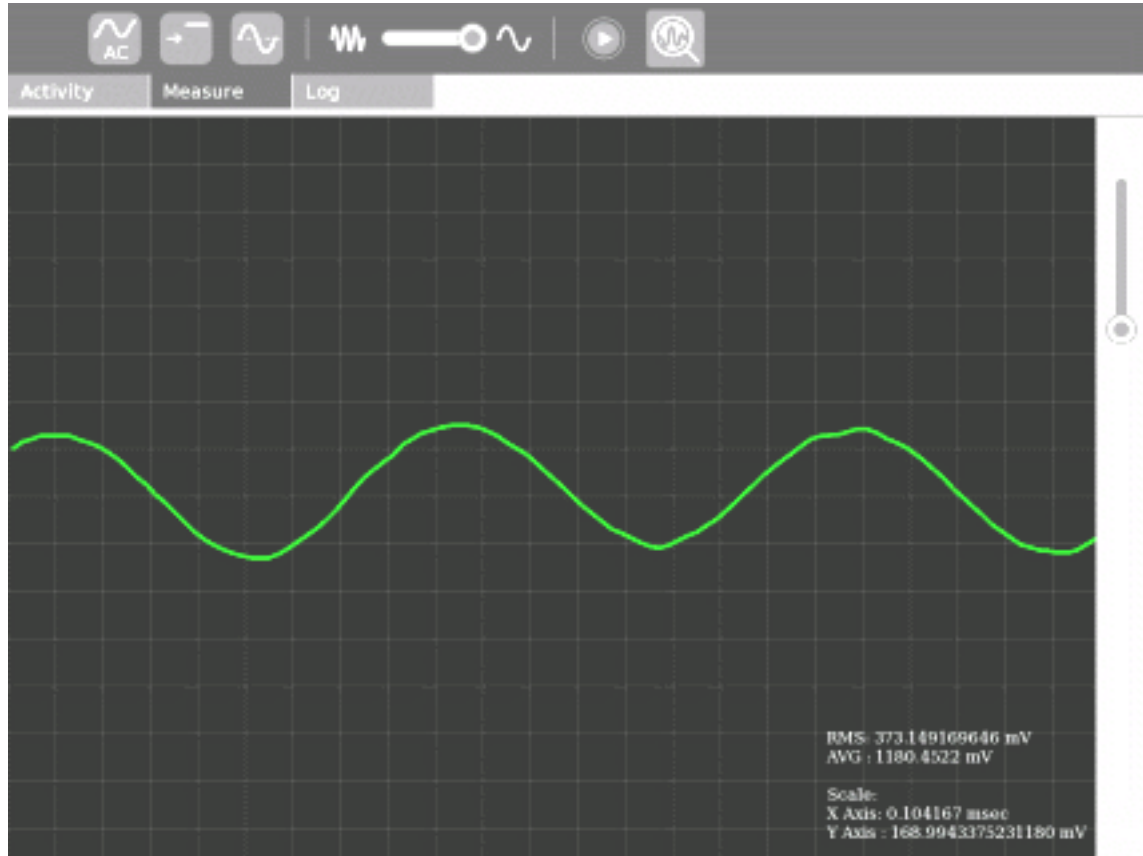 AC
Activity
Measure
Log
RMS: 373.149169646 mV
AVG : 1180.4522 mV
Scale:
X Axis: 0.104167 msec
Y Axis : 168.9943375231180 mV